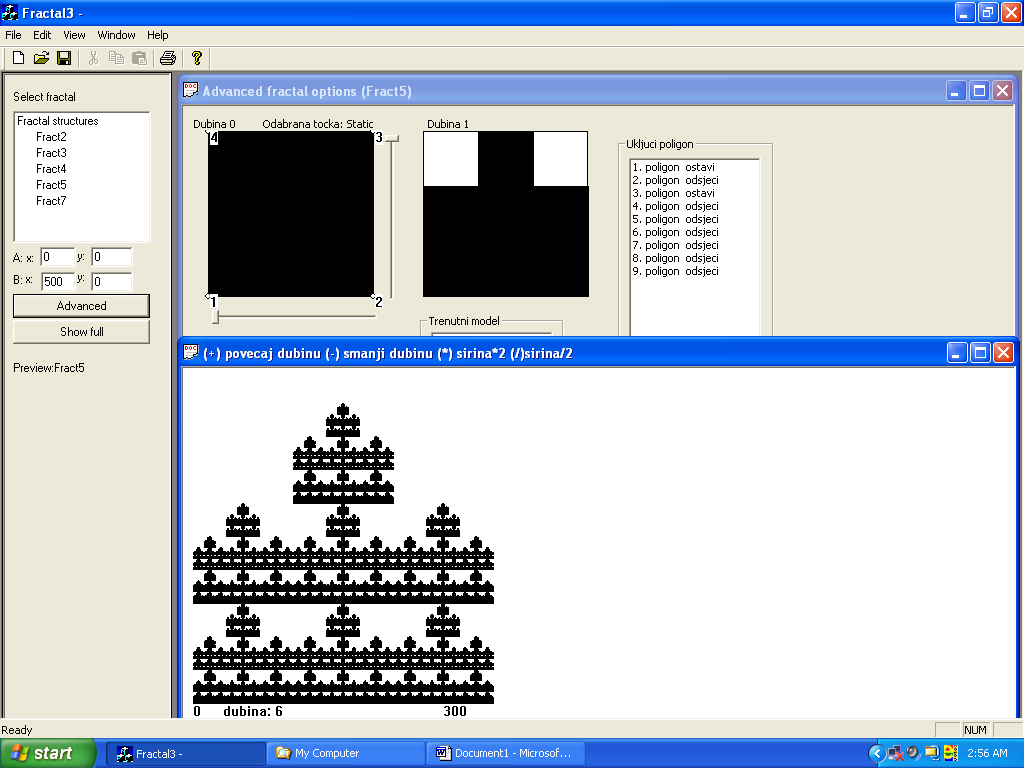 Fractal3 -
File Edit View Window Help
Select fractal
Fractal structures
Fract2
Fract3
Fract4
Fract5
Fract7
A: x: 0 y: 0
B: x: 500 y: 0
Advanced
Show full
Preview:Fract5
DOC Advanced fractal options (Fract5)
Dubina 0 Odabrana tocka: Static
4 3
1 2
Dubina 1
Trenutni model
Ukljuci poligon
1. poligon ostavi
2. poligon odsjeci
3. poligon ostavi
4. poligon odsjeci
5. poligon odsjeci
6. poligon odsjeci
7. poligon odsjeci
8. poligon odsjeci
9. poligon odsjeci
DOC (+) povecaj dubinu (-) smanji dubinu (*) sirina*2 (/)sirina/2
0 dubina: 6 300
Ready NUM
start Fractal3 - My Computer Document1 - Microsof... 2:56 AM